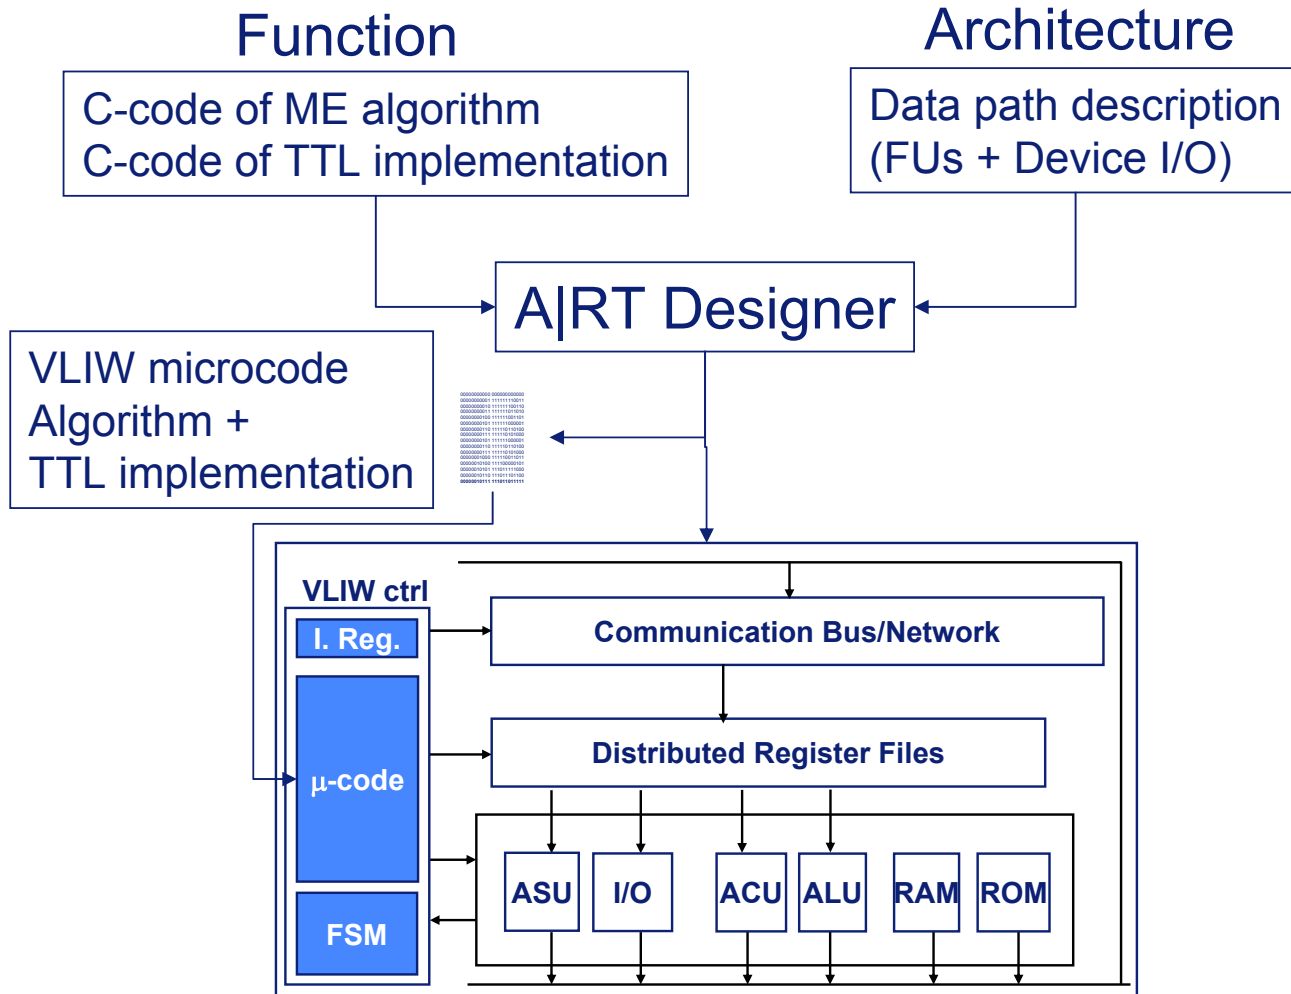 Function
Architecture
C-code of ME algorithm
C-code of TTL implementation
Data path description
(FUs + Device I/O)
A|RT Designer
VLIW microcode
Algorithm +
TTL implementation
VLIW ctrl
I. Reg.
Communication Bus/Network
μ-code
Distributed Register Files
ASU
I/O
ACU
ALU
RAM
ROM
FSM